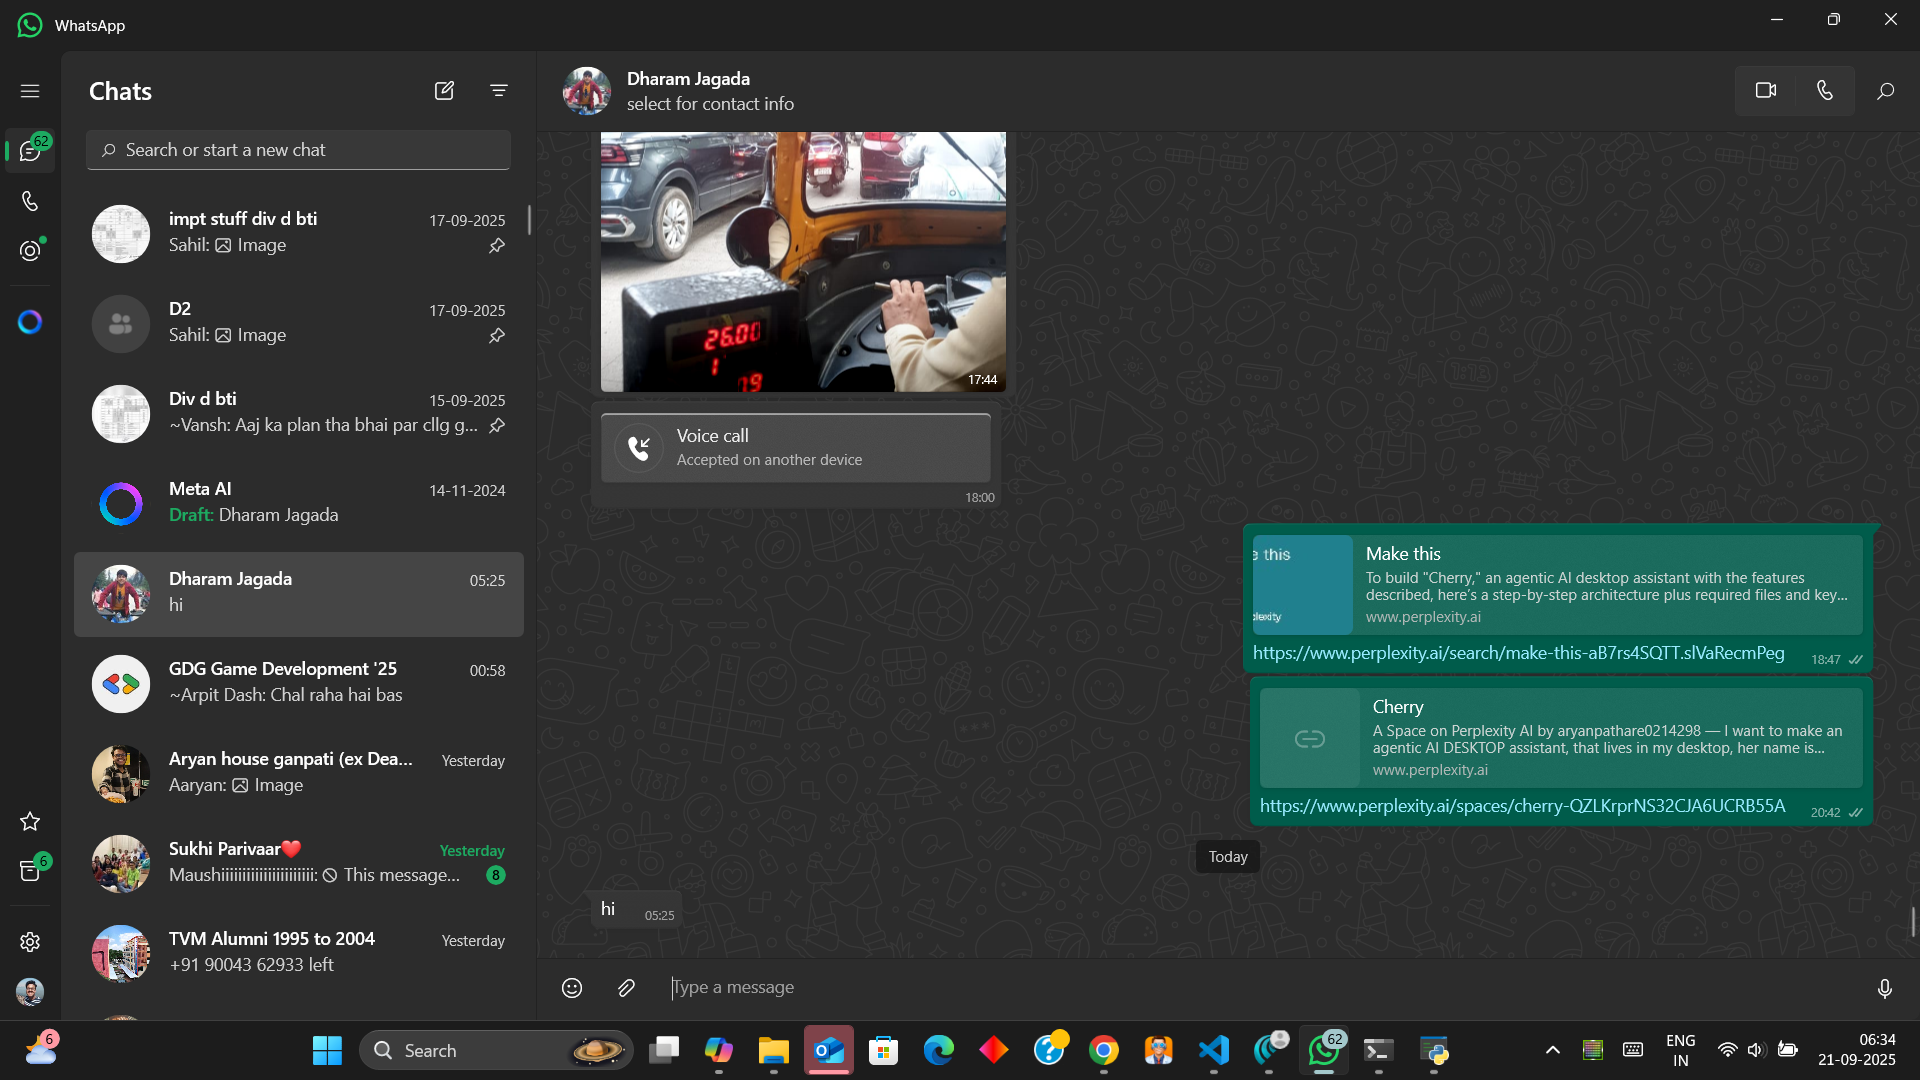 WhatsApp
Chats
62
Search or start a new chat
impt stuff div d bti
17-09-2025
Sahil: Image
D2
17-09-2025
Sahil: Image
Div d bti
15-09-2025
~Vansh: Aaj ka plan tha bhai par cllg g...
Meta AI
14-11-2024
Draft: Dharam Jagada
Dharam Jagada
05:25
hi
GDG Game Development '25
00:58
~Arpit Dash: Chal raha hai bas
Aryan house ganpati (ex Dea...
Yesterday
Aaryan: Image
Sukhi Parivaar❤️
Yesterday
Maushiiiiiiiiiiiiiiiiiiiiii: This message...
8
6
TVM Alumni 1995 to 2004
Yesterday
+91 90043 62933 left
Dharam Jagada
select for contact info
26.00
1
.79
17:44
Voice call
Accepted on another device
18:00
e this
plexity
Make this
To build "Cherry," an agentic AI desktop assistant with the features
described, here's a step-by-step architecture plus required files and key...
www.perplexity.ai
https://www.perplexity.ai/search/make-this-aB7rs4SQTT.slVaRecmPeg
18:47
Cherry
A Space on Perplexity AI by aryanpathare0214298 — I want to make an
agentic AI DESKTOP assistant, that lives in my desktop, her name is...
www.perplexity.ai
https://www.perplexity.ai/spaces/cherry-QZLKrprNS32CJA6UCRB55A
20:42
Today
hi
05:25
Type a message
6
Search
62
ENG
IN
06:34
21-09-2025